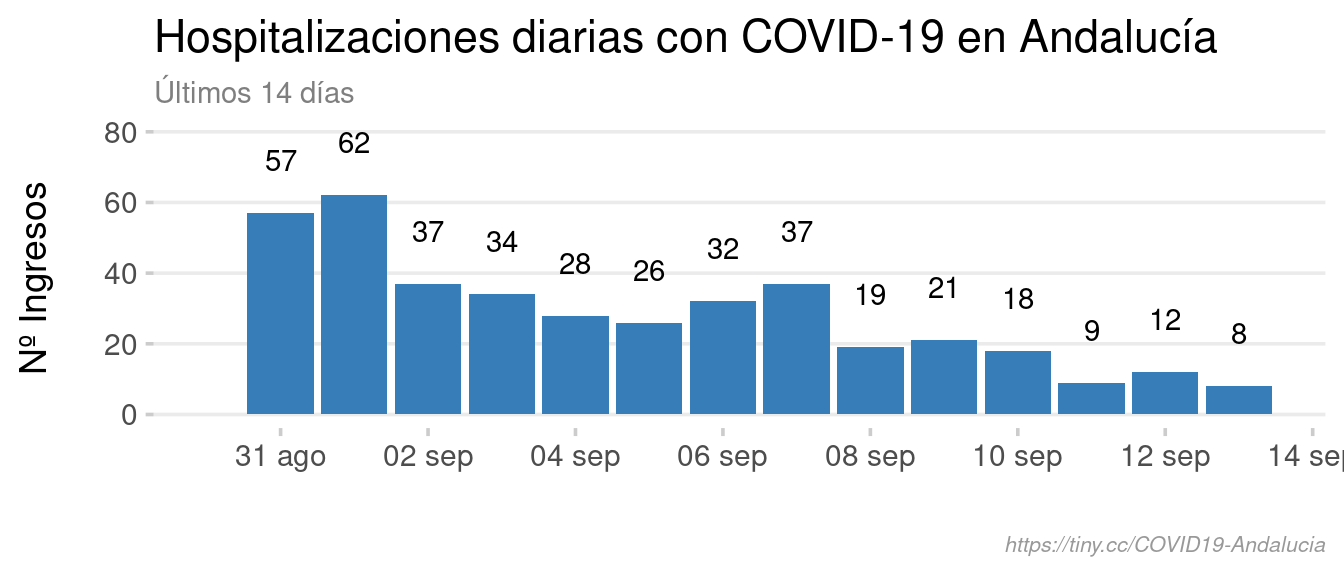 Hospitalizaciones diarias con COVID-19 en Andalucía
Últimos 14 días
Nº Ingresos
80
60
40
20
0
57 62 37 34 28 26 32 37 19 21 18 9 12 8
31 ago 02 sep 04 sep 06 sep 08 sep 10 sep 12 sep 14 sep
https://tiny.cc/COVID19-Andalucia